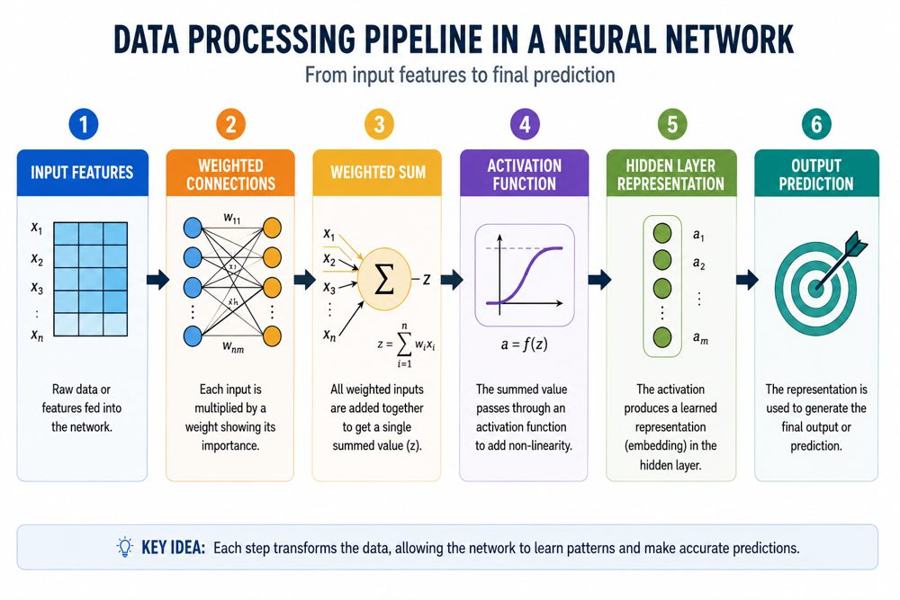 DATA PROCESSING PIPELINE IN A NEURAL NETWORK
From input features to final prediction
1
INPUT FEATURES
x1
x2
x3
⋮
xn
Raw data or
features fed into
the network.
2
WEIGHTED
CONNECTIONS
w11
⋮
⋮
wnm
Each input is
multiplied by a
weight showing its
importance.
3
WEIGHTED SUM
x1
x2
x3
⋮
xn
Σ
z
z = Σ wixi
n
i=1
All weighted inputs
are added together
to get a single
summed value (z).
4
ACTIVATION
FUNCTION
a = f(z)
The summed value
passes through an
activation function
to add non-linearity.
5
HIDDEN LAYER
REPRESENTATION
a1
a2
⋮
am
The activation
produces a learned
representation
(embedding) in the
hidden layer.
6
OUTPUT
PREDICTION
The representation is
used to generate the
final output or
prediction.
KEY IDEA: Each step transforms the data, allowing the network to learn patterns and make accurate predictions.